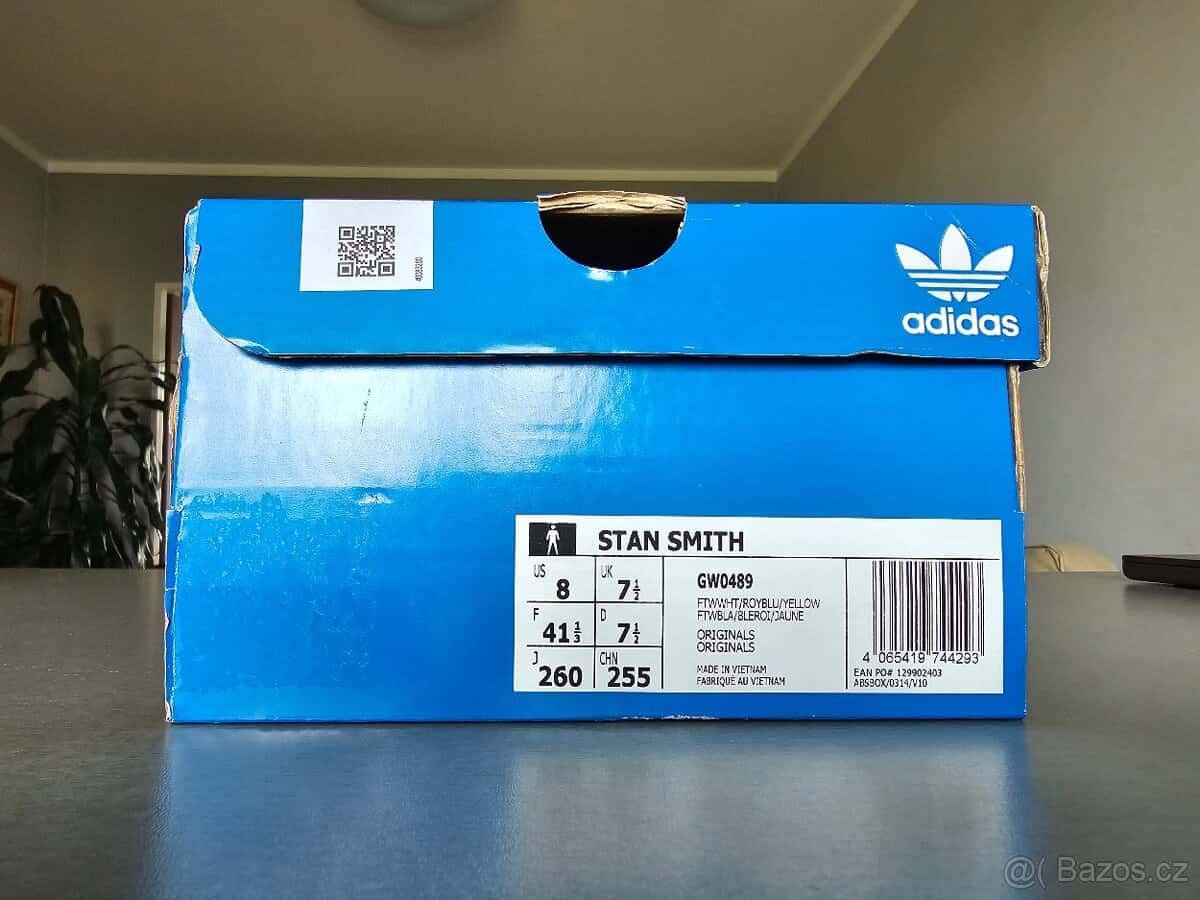 40083200
adidas
STAN SMITH
US 8 UK 7½
F 41⅓ D 7½
J 260 CHN 255
GW0489
FTWWHT/ROYBLU/YELLOW
FTWBLA/BLEROI/JAUNE
ORIGINALS
ORIGINALS
MADE IN VIETNAM
FABRIQUÉ AU VIETNAM
4 065419 744293
EAN PO# 129902403
ABSBOX/0314/V10
@( Bazos.cz